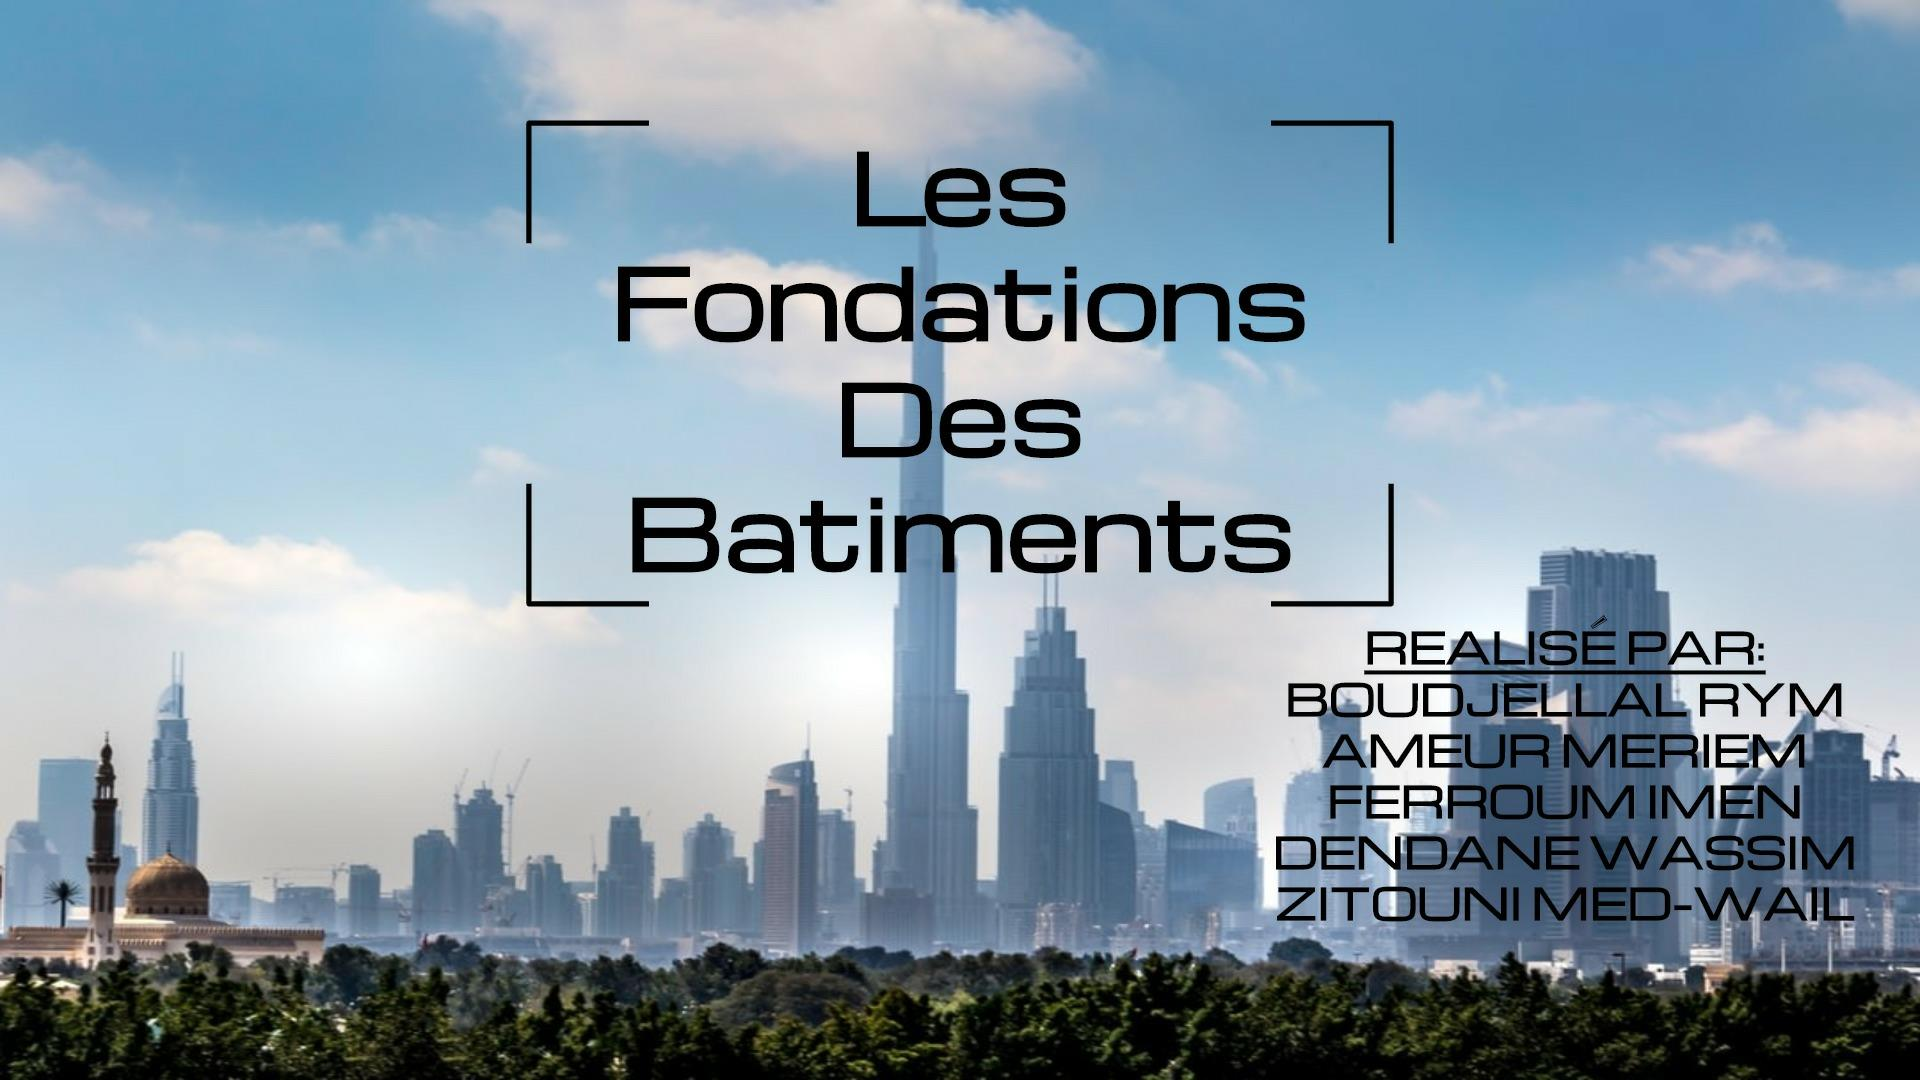 Les
Fondations
Des
Batiments
REALISÉ PAR:
BOUDJELLAL RYM
AMEUR MERIEM
FERROUM IMEN
DENDANE WASSIM
ZITOUNI MED-WAIL